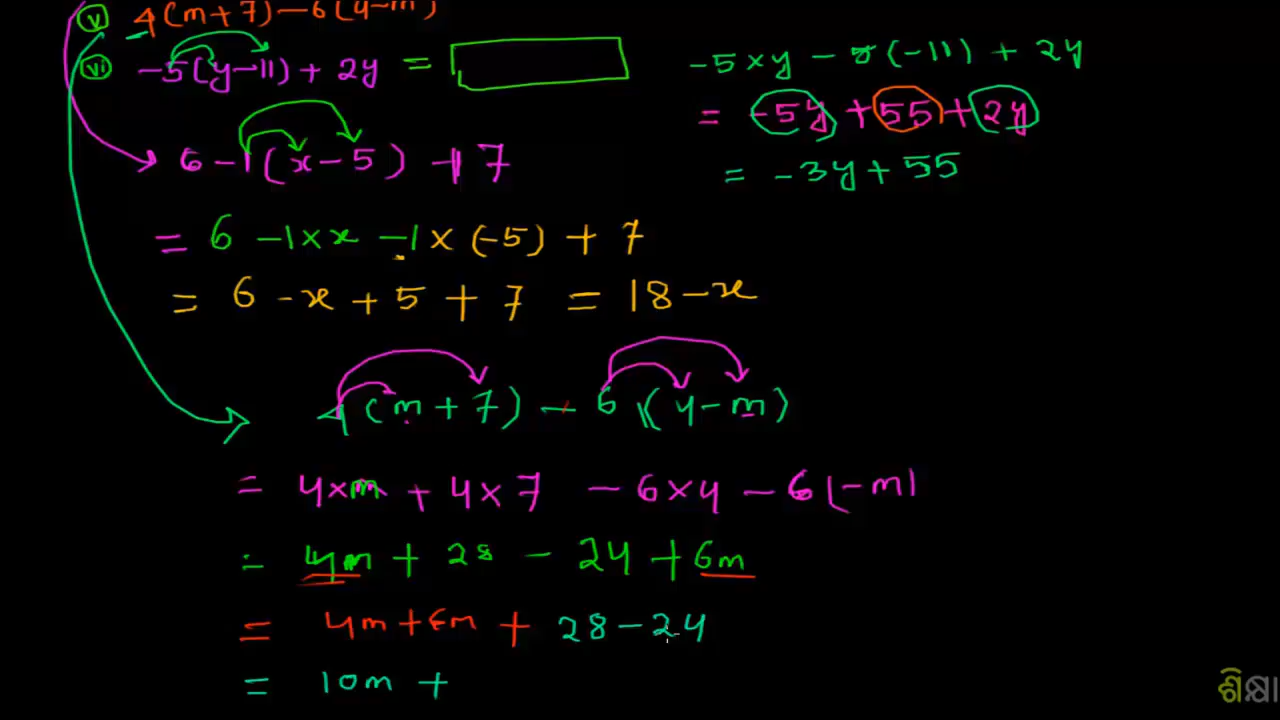 (v) 4(m+7)-6(4-m)
(vi) -5(y-11)+2y =
-5×y - 5(-11) + 2y
= -5y +55+2y
= -3y+55
6-1(x-5)+7
= 6 -1×x -1×(-5) + 7
= 6 -x + 5 + 7 = 18-x
4(m+7) - 6(4-m)
= 4×m + 4×7 - 6×4 - 6(-m)
= 4m + 28 - 24 + 6m
= 4m+6m + 28-24
= 10m +
ଶିକ୍ଷା